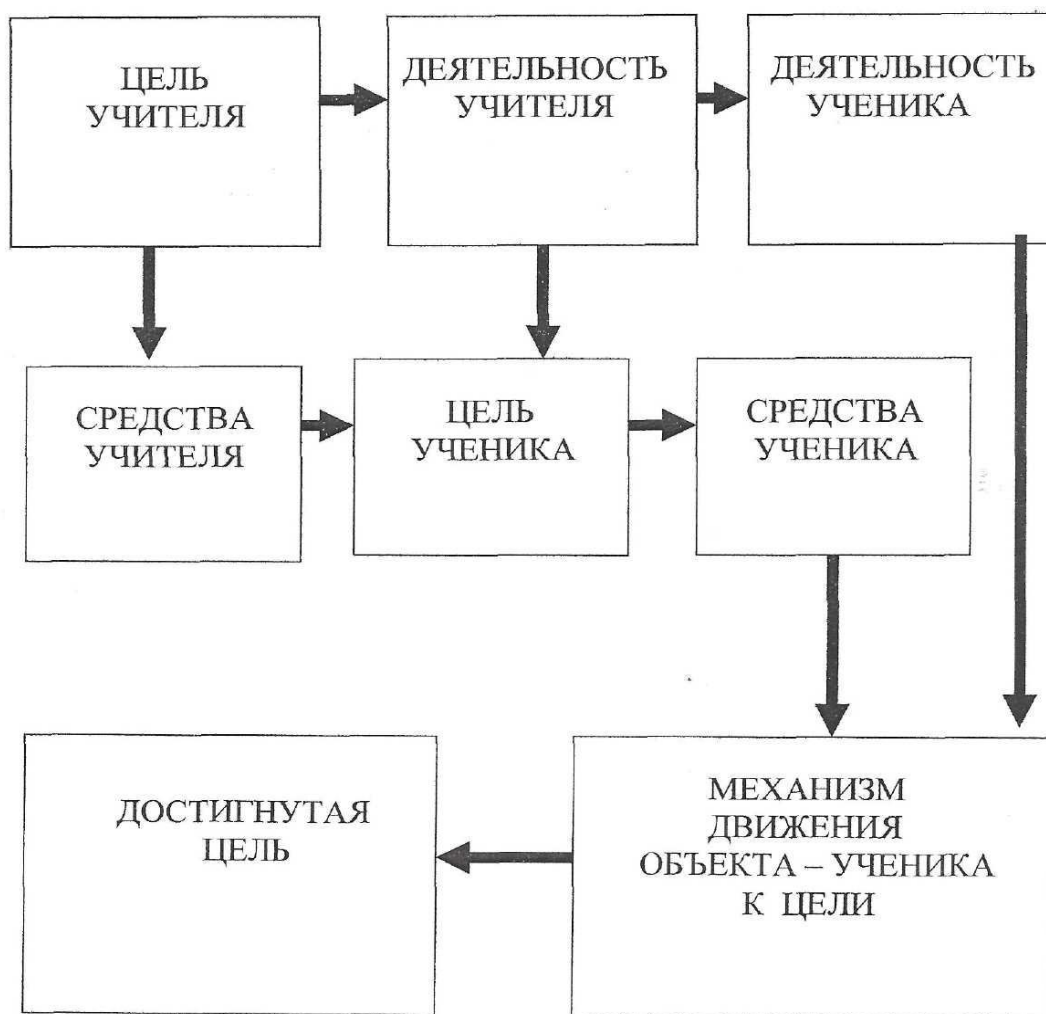 ЦЕЛЬ
УЧИТЕЛЯ
ДЕЯТЕЛЬНОСТЬ
УЧИТЕЛЯ
ДЕЯТЕЛЬНОСТЬ
УЧЕНИКА
СРЕДСТВА
УЧИТЕЛЯ
ЦЕЛЬ
УЧЕНИКА
СРЕДСТВА
УЧЕНИКА
ДОСТИГНУТАЯ
ЦЕЛЬ
МЕХАНИЗМ
ДВИЖЕНИЯ
ОБЪЕКТА – УЧЕНИКА
К ЦЕЛИ